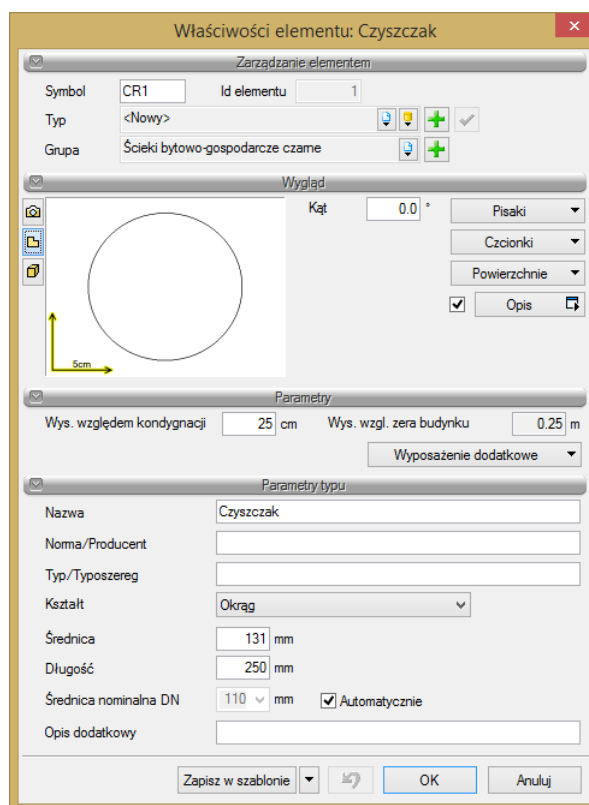 Właściwości elementu: Czyszczak
Zarządzanie elementem
Symbol CR1 Id elementu 1
Typ <Nowy>
Grupa Ścieki bytowo-gospodarcze czarne
Wygląd
Kąt 0.0 ° Pisaki
Czcionki
Powierzchnie
Opis
5cm
Parametry
Wys. względem kondygnacji 25 cm Wys. wzgl. zera budynku 0.25 m
Wyposażenie dodatkowe
Parametry typu
Nazwa Czyszczak
Norma/Producent
Typ/Typoszereg
Kształt Okrąg
Średnica 131 mm
Długość 250 mm
Średnica nominalna DN 110 mm Automatycznie
Opis dodatkowy
Zapisz w szablonie OK Anuluj